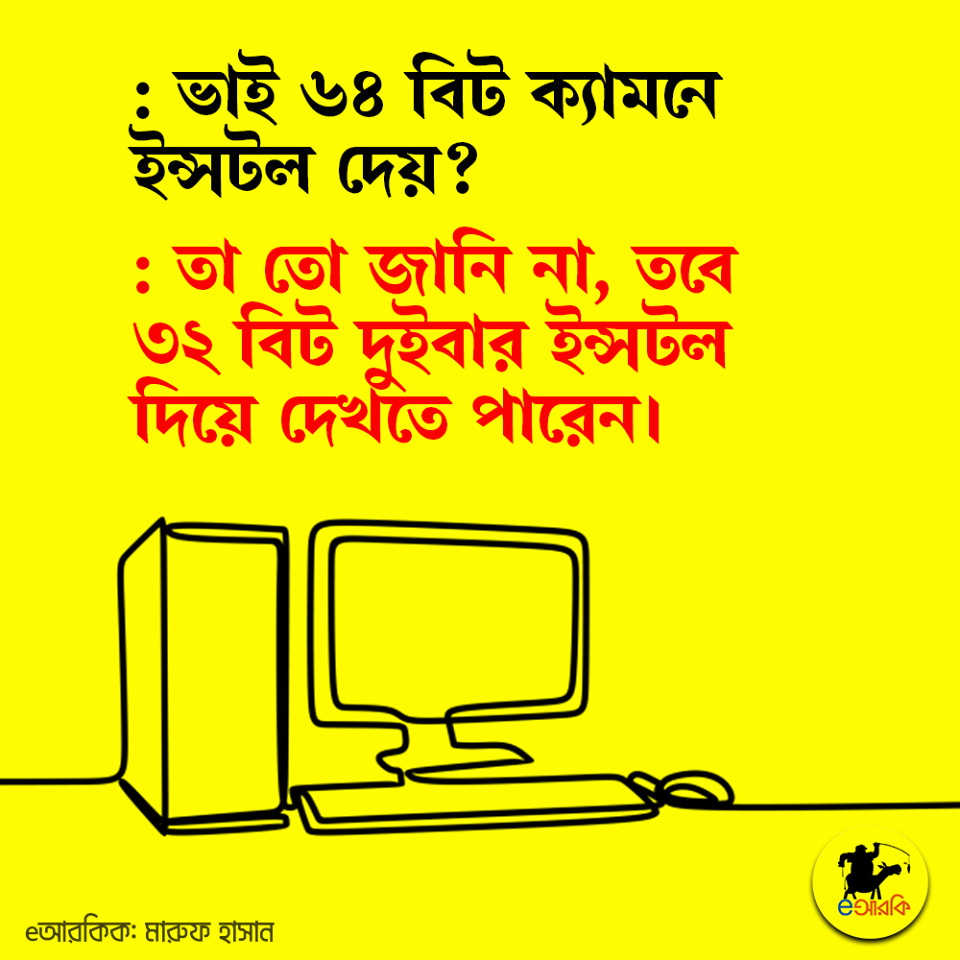 : ভাই ৬৪ বিট ক্যামনে
ইন্সটল দেয়?
: তা তো জানি না, তবে
৩২ বিট দুইবার ইন্সটল
দিয়ে দেখতে পারেন।
eআরকি
eআরকিক: মারুফ হাসান